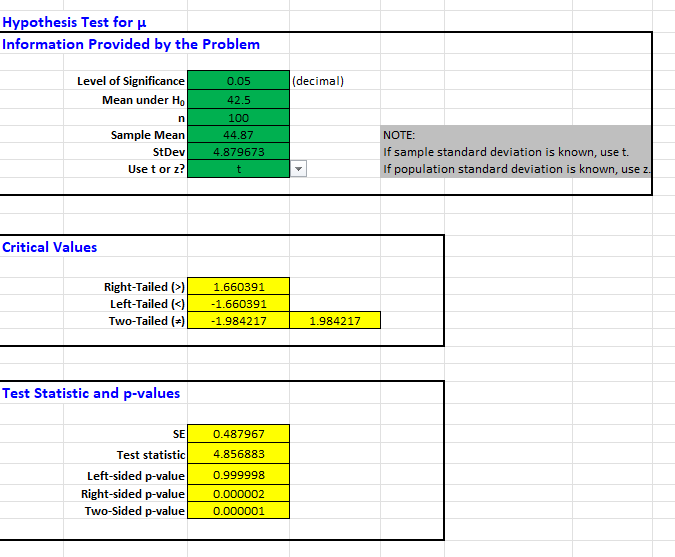 Hypothesis Test for μ
Information Provided by the Problem
Level of Significance 0.05 (decimal)
Mean under H₀ 42.5
n 100
Sample Mean 44.87 NOTE:
StDev 4.879673 If sample standard deviation is known, use t.
Use t or z? t If population standard deviation is known, use z.
Critical Values
Right-Tailed (>) 1.660391
Left-Tailed (<) -1.660391
Two-Tailed (≠) -1.984217 1.984217
Test Statistic and p-values
SE 0.487967
Test statistic 4.856883
Left-sided p-value 0.999998
Right-sided p-value 0.000002
Two-Sided p-value 0.000001